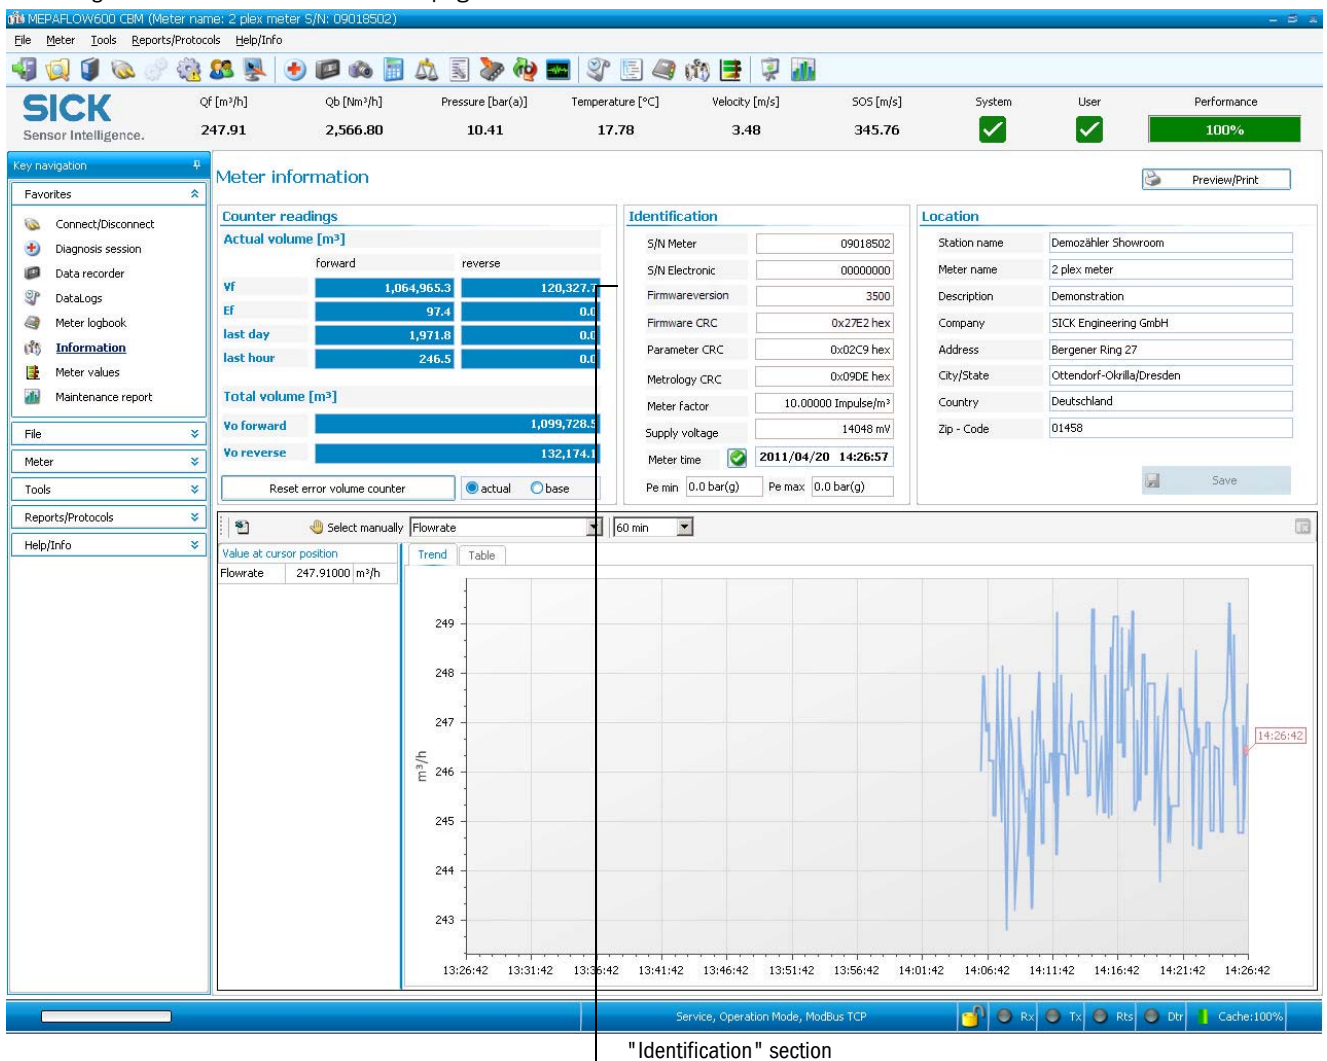 MEPAFLOW600 CBM (Meter name: 2 plex meter S/N: 09018502)
File Meter Tools Reports/Protocols Help/Info
SICK
Sensor Intelligence.
Qf [m³/h] Qb [Nm³/h] Pressure [bar(a)] Temperature [°C] Velocity [m/s] SOS [m/s] System User Performance
247.91 2,566.80 10.41 17.78 3.48 345.76 100%
Key navigation
Favorites
Connect/Disconnect
Diagnosis session
Data recorder
DataLogs
Meter logbook
Information
Meter values
Maintenance report
File
Meter
Tools
Reports/Protocols
Help/Info
Meter information
Preview/Print
Counter readings
Actual volume [m³]
forward reverse
Vf 1,064,965.3 120,327.7
Ef 97.4 0.0
last day 1,971.8 0.0
last hour 246.5 0.0
Total volume [m³]
Vo forward 1,099,728.5
Vo reverse 132,174.1
Reset error volume counter actual base
Identification
S/N Meter 09018502
S/N Electronic 00000000
Firmwareversion 3500
Firmware CRC 0x27E2 hex
Parameter CRC 0x02C9 hex
Metrology CRC 0x09DE hex
Meter factor 10.00000 Impulse/m³
Supply voltage 14048 mV
Meter time 2011/04/20 14:26:57
Pe min 0.0 bar(g) Pe max 0.0 bar(g)
Location
Station name Demozähler Showroom
Meter name 2 plex meter
Description Demonstration
Company SICK Engineering GmbH
Address Bergener Ring 27
City/State Ottendorf-Okrilla/Dresden
Country Deutschland
Zip - Code 01458
Save
Select manually Flowrate 60 min
Value at cursor position
Flowrate 247.91000 m³/h
Trend Table
249
248
247
246
245
244
243
m³/h
14:26:42
13:26:42 13:31:42 13:36:42 13:41:42 13:46:42 13:51:42 13:56:42 14:01:42 14:06:42 14:11:42 14:16:42 14:21:42 14:26:42
Service, Operation Mode, ModBus TCP Rx Tx Rts Dtr Cache:100%
"Identification" section